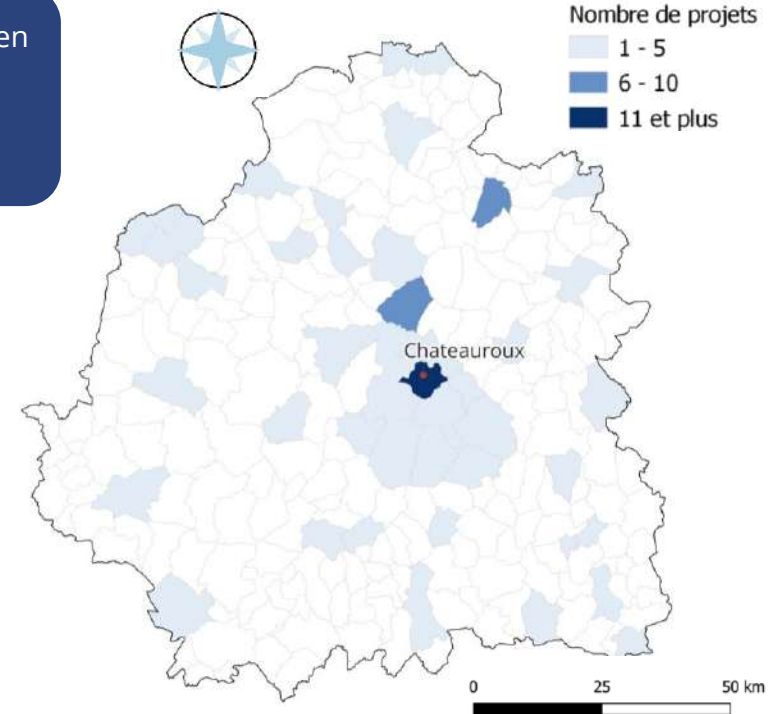 en
Nombre de projets
1 - 5
6 - 10
11 et plus
Chateauroux
0 25 50 km